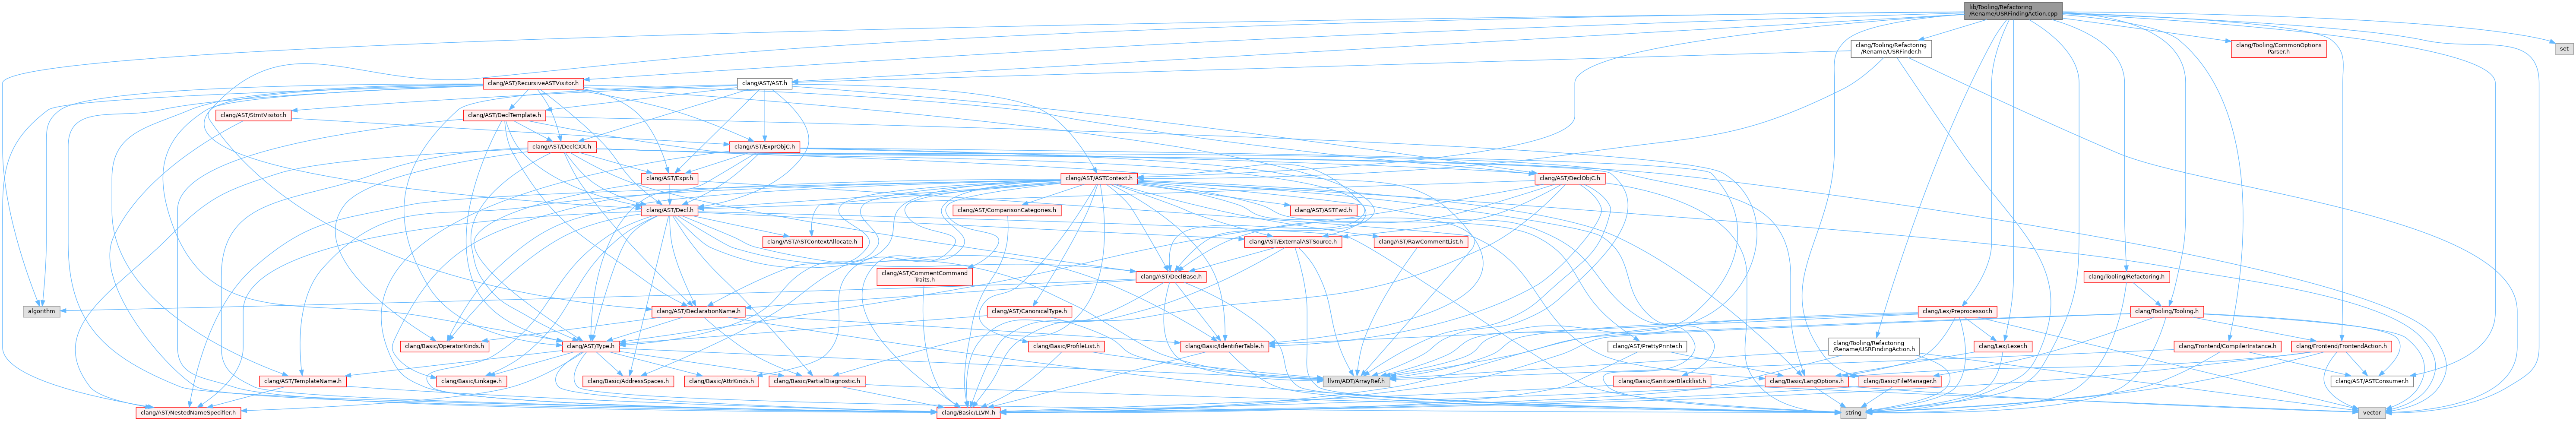 lib/Tooling/Refactoring
/Rename/USRFindingAction.cpp
clang/Tooling/Refactoring
/Rename/USRFinder.h
clang/Tooling/CommonOptions
Parser.h
set
clang/AST/RecursiveASTVisitor.h
clang/AST/AST.h
clang/AST/StmtVisitor.h
clang/AST/DeclTemplate.h
clang/AST/DeclCXX.h
clang/AST/ExprObjC.h
clang/AST/Expr.h
clang/AST/ASTContext.h
clang/AST/DeclObjC.h
clang/AST/Decl.h
clang/AST/ComparisonCategories.h
clang/AST/ASTFwd.h
clang/AST/ASTContextAllocate.h
clang/AST/ExternalASTSource.h
clang/AST/RawCommentList.h
clang/AST/CommentCommand
Traits.h
clang/AST/DeclBase.h
clang/Tooling/Refactoring.h
algorithm
clang/AST/DeclarationName.h
clang/AST/CanonicalType.h
clang/Lex/Preprocessor.h
clang/Tooling/Tooling.h
clang/Basic/OperatorKinds.h
clang/AST/Type.h
clang/Basic/ProfileList.h
clang/Basic/IdentifierTable.h
clang/AST/PrettyPrinter.h
clang/Tooling/Refactoring
/Rename/USRFindingAction.h
clang/Lex/Lexer.h
clang/Frontend/CompilerInstance.h
clang/Frontend/FrontendAction.h
clang/AST/TemplateName.h
clang/Basic/Linkage.h
clang/Basic/AddressSpaces.h
clang/Basic/AttrKinds.h
clang/Basic/PartialDiagnostic.h
llvm/ADT/ArrayRef.h
clang/Basic/SanitizerBlacklist.h
clang/Basic/LangOptions.h
clang/Basic/FileManager.h
clang/AST/ASTConsumer.h
clang/AST/NestedNameSpecifier.h
clang/Basic/LLVM.h
string
vector